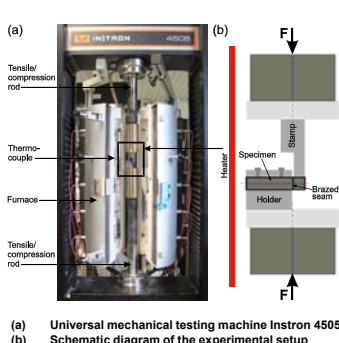 (a)
INSTRON
4505
(b)
Tensile/
compression
rod
Thermo-
couple
Furnace
Tensile/
compression
rod
Heater
F
Stamp
Specimen
Brazed
seam
Holder
F
(a) Universal mechanical testing machine Instron 4505
(b) Schematic diagram of the experimental setup